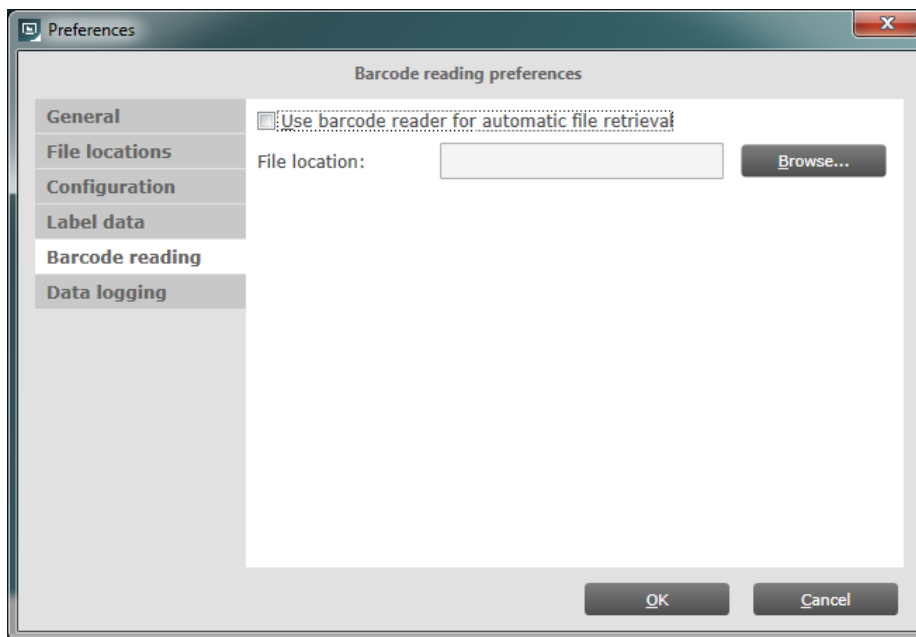 Preferences
Barcode reading preferences
General
File locations
Configuration
Label data
Barcode reading
Data logging
Use barcode reader for automatic file retrieval
File location:
Browse...
OK
Cancel